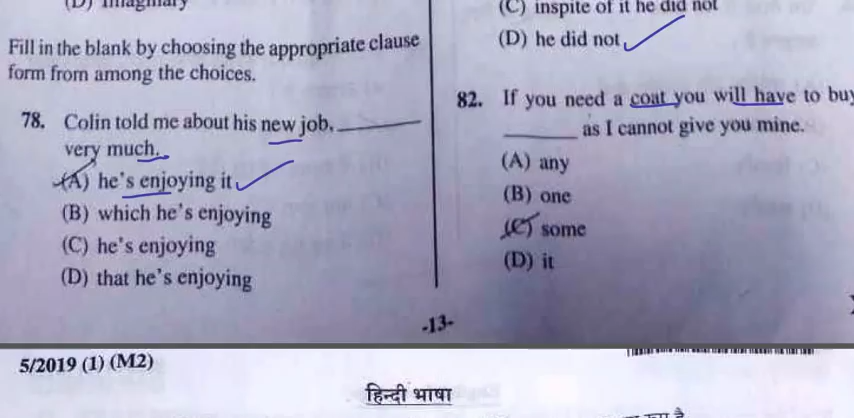 (D) Imaginary
Fill in the blank by choosing the appropriate clause
form from among the choices.
78. Colin told me about his new job, ________
very much.
(A) he's enjoying it
(B) which he's enjoying
(C) he's enjoying
(D) that he's enjoying
(C) inspite of it he did not
(D) he did not
82. If you need a coat you will have to buy
________ as I cannot give you mine.
(A) any
(B) one
(C) some
(D) it
-13-
5/2019 (1) (M2)
हिन्दी भाषा